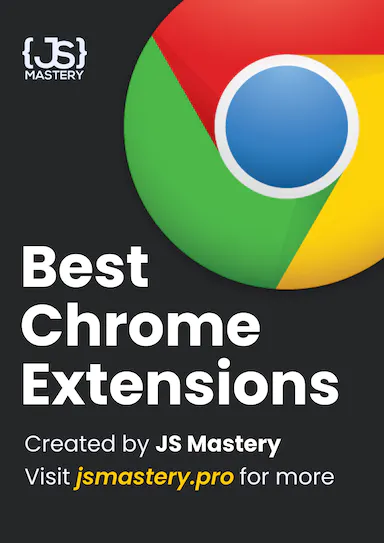 {JS}
MASTERY
Best
Chrome
Extensions
Created by JS Mastery
Visit jsmastery.pro for more